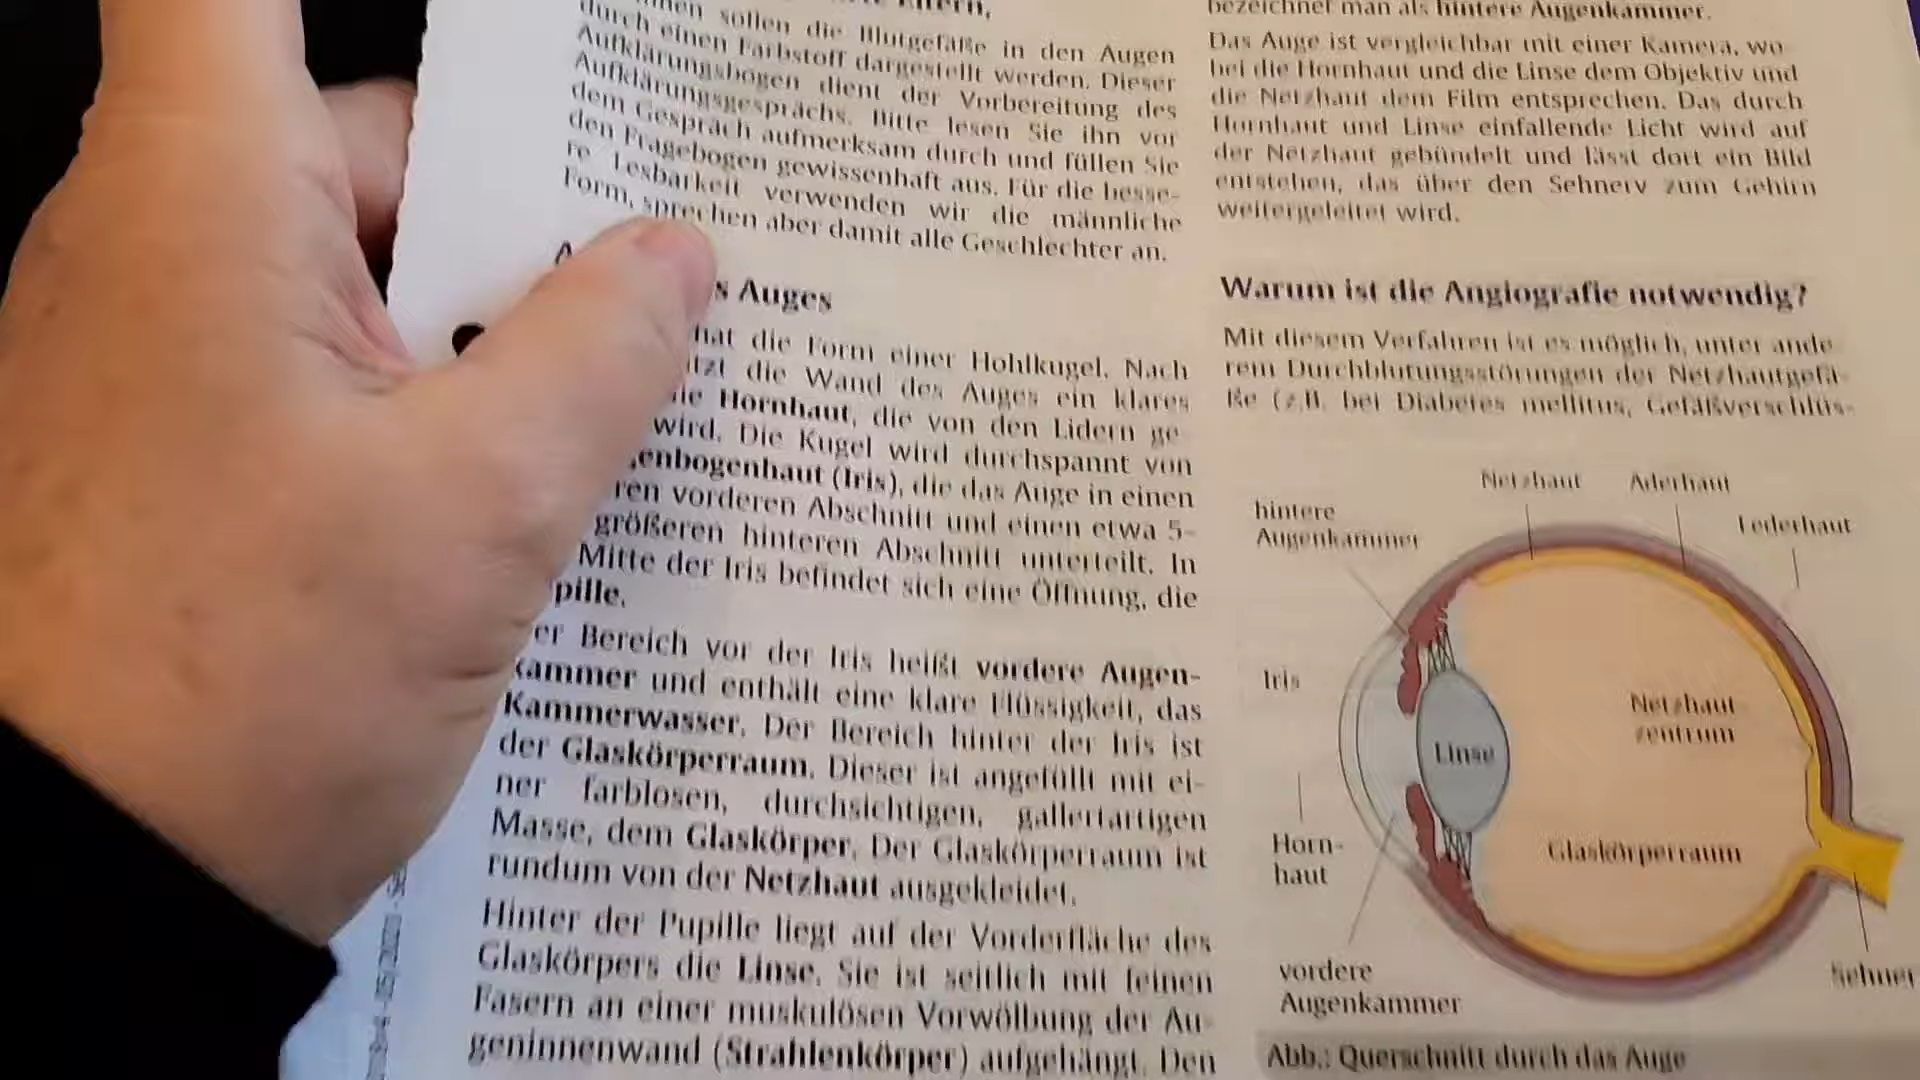 Ihnen sollen die Blutgefäße in den Augen
durch einen Farbstoff dargestellt werden. Dieser
Aufklärungsbogen dient der Vorbereitung des
Aufklärungsgesprächs. Bitte lesen Sie ihn vor
dem Gespräch aufmerksam durch und füllen Sie
den Fragebogen gewissenhaft aus. Für die besse-
re Lesbarkeit verwenden wir die männliche
Form, sprechen aber damit alle Geschlechter an.
s Auges
hat die Form einer Hohlkugel. Nach
die Wand des Auges ein klares
Hornhaut, die von den Lidern ge-
wird. Die Kugel wird durchspannt von
enbogenhaut (Iris), die das Auge in einen
ren vorderen Abschnitt und einen etwa 5-
größeren hinteren Abschnitt unterteilt. In
Mitte der Iris befindet sich eine Öffnung, die
pille.
er Bereich vor der Iris heißt vordere Augen-
kammer und enthält eine klare Flüssigkeit, das
Kammerwasser. Der Bereich hinter der Iris ist
der Glaskörperraum. Dieser ist angefüllt mit ei-
ner farblosen, durchsichtigen, gallertartigen
Masse, dem Glaskörper. Der Glaskörperraum ist
rundum von der Netzhaut ausgekleidet.
Hinter der Pupille liegt auf der Vorderfläche des
Glaskörpers die Linse. Sie ist seitlich mit feinen
Fasern an einer muskulösen Vorwölbung der Au-
geninnenwand (Strahlenkörper) aufgehängt. Den
bezeichnet man als hintere Augenkammer.
Das Auge ist vergleichbar mit einer Kamera, wo-
bei die Hornhaut und die Linse dem Objektiv und
die Netzhaut dem Film entsprechen. Das durch
Hornhaut und Linse einfallende Licht wird auf
der Netzhaut gebündelt und lässt dort ein Bild
entstehen, das über den Sehnerv zum Gehirn
weitergeleitet wird.
Warum ist die Angiografie notwendig?
Mit diesem Verfahren ist es möglich, unter ande-
rem Durchblutungsstörungen der Netzhautgefä-
ße (z.B. bei Diabetes mellitus, Gefäßverschlüs-
Netzhaut
Aderhaut
Lederhaut
hintere
Augenkammer
Iris
Linse
Netzhaut-
zentrum
Glaskörperraum
Horn-
haut
vordere
Augenkammer
Sehner
Abb.: Querschnitt durch das Auge